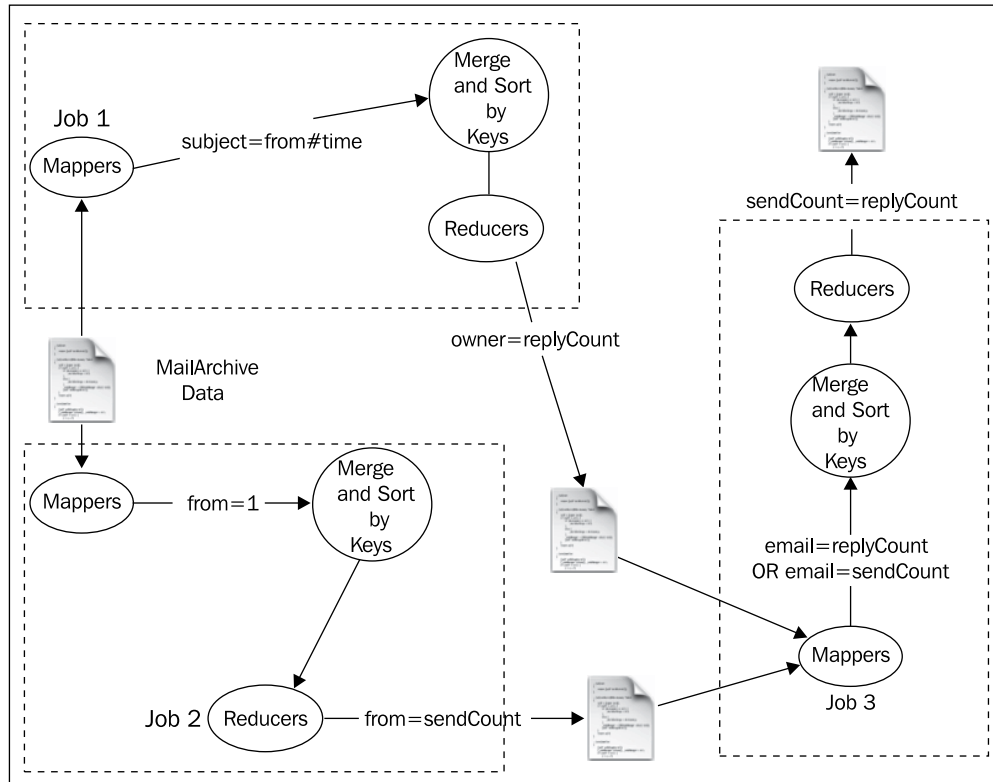 Job 1
Mappers
subject=from#time
Merge
and Sort
by
Keys
Reducers
owner=replyCount
MailArchive
Data
Mappers
from=1
Merge
and Sort
by
Keys
Job 2
Reducers
from=sendCount
sendCount=replyCount
Reducers
Merge
and Sort
by
Keys
email=replyCount
OR email=sendCount
Mappers
Job 3